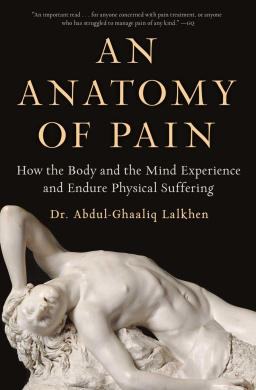 "An important read . . . for anyone concerned with pain treatment, or anyone
who has struggled to manage pain of any kind." —GQ
AN
ANATOMY
OF PAIN
How the Body and the Mind Experience
and Endure Physical Suffering
Dr. Abdul-Ghaaliq Lalkhen